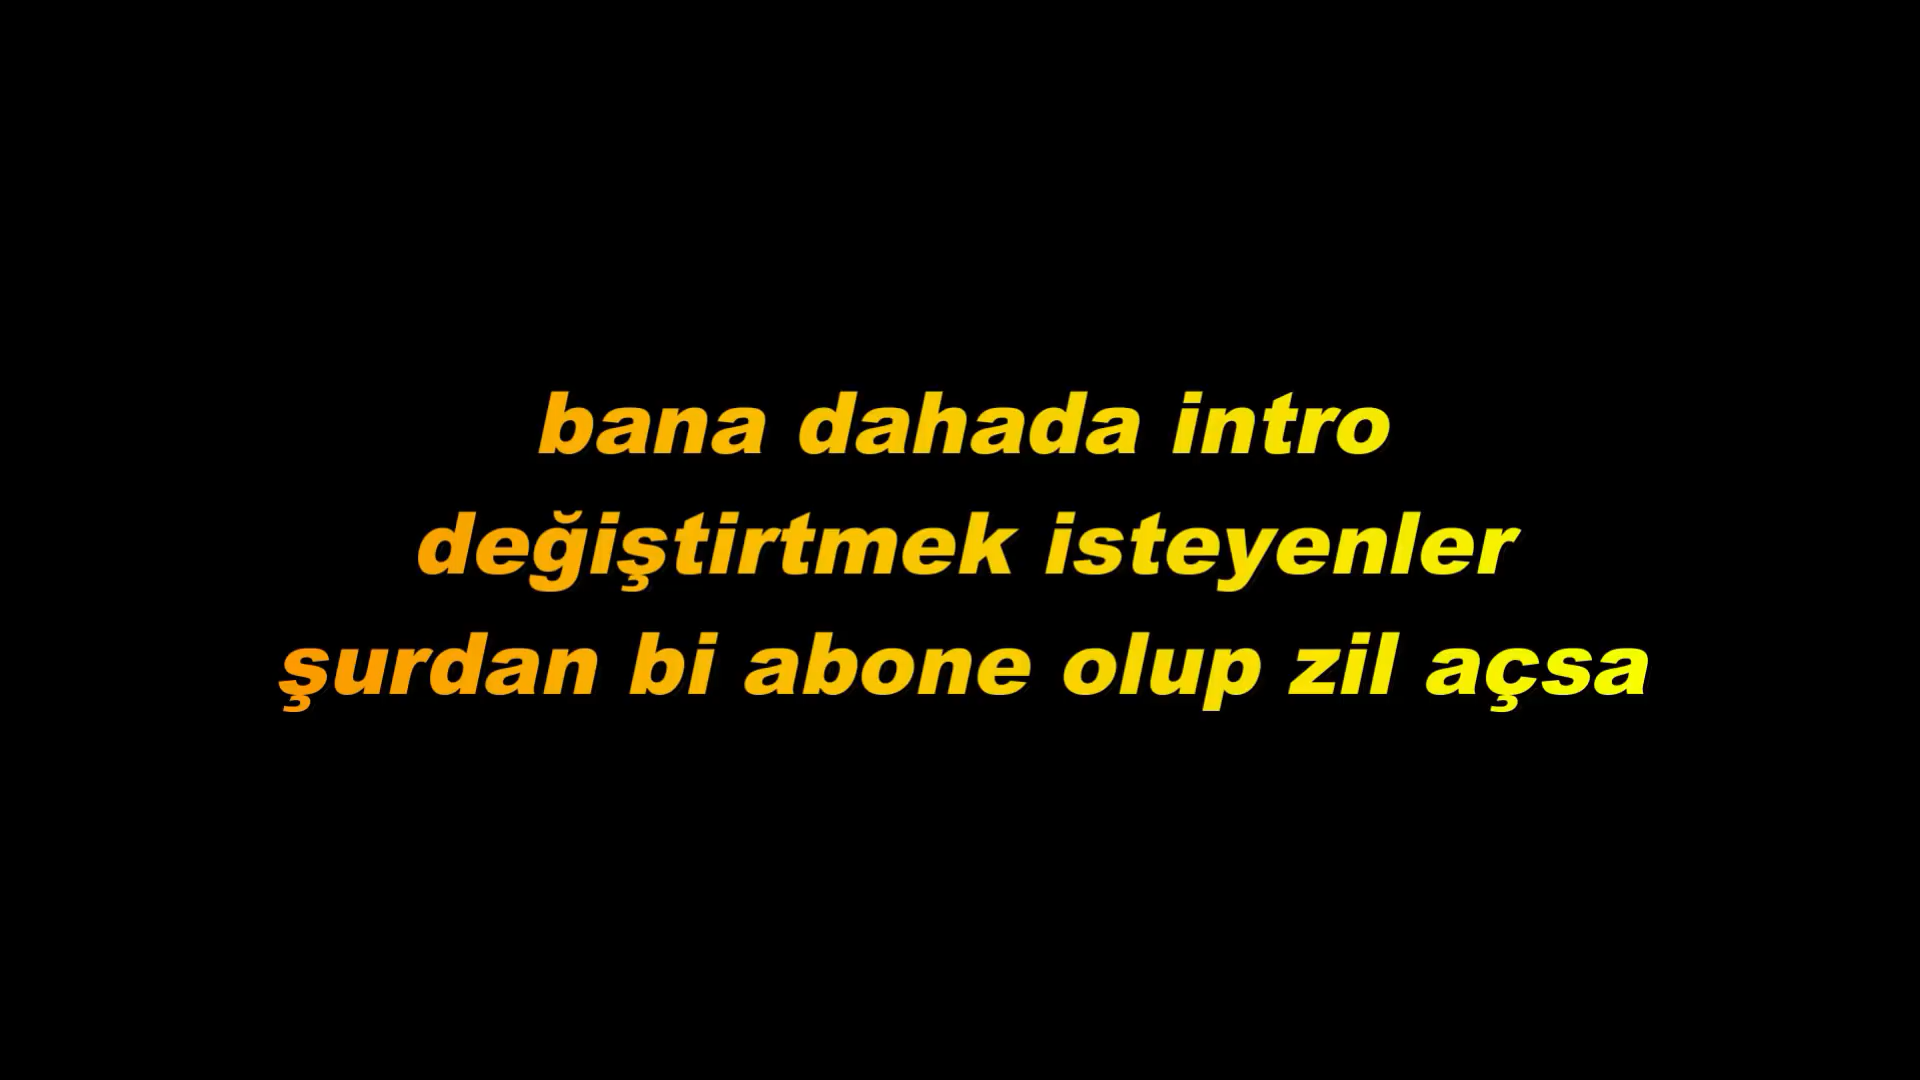 bana dahada intro
değiştirtmek isteyenler
şurdan bi abone olup zil açsa